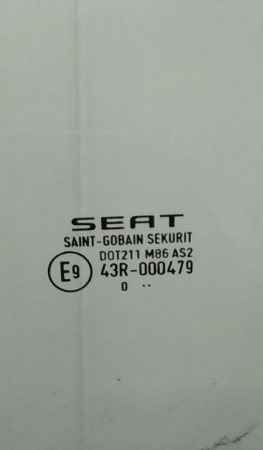 SEAT
SAINT-GOBAIN SEKURIT
DOT211 M86 AS2
E9 43R-000479
0 ..